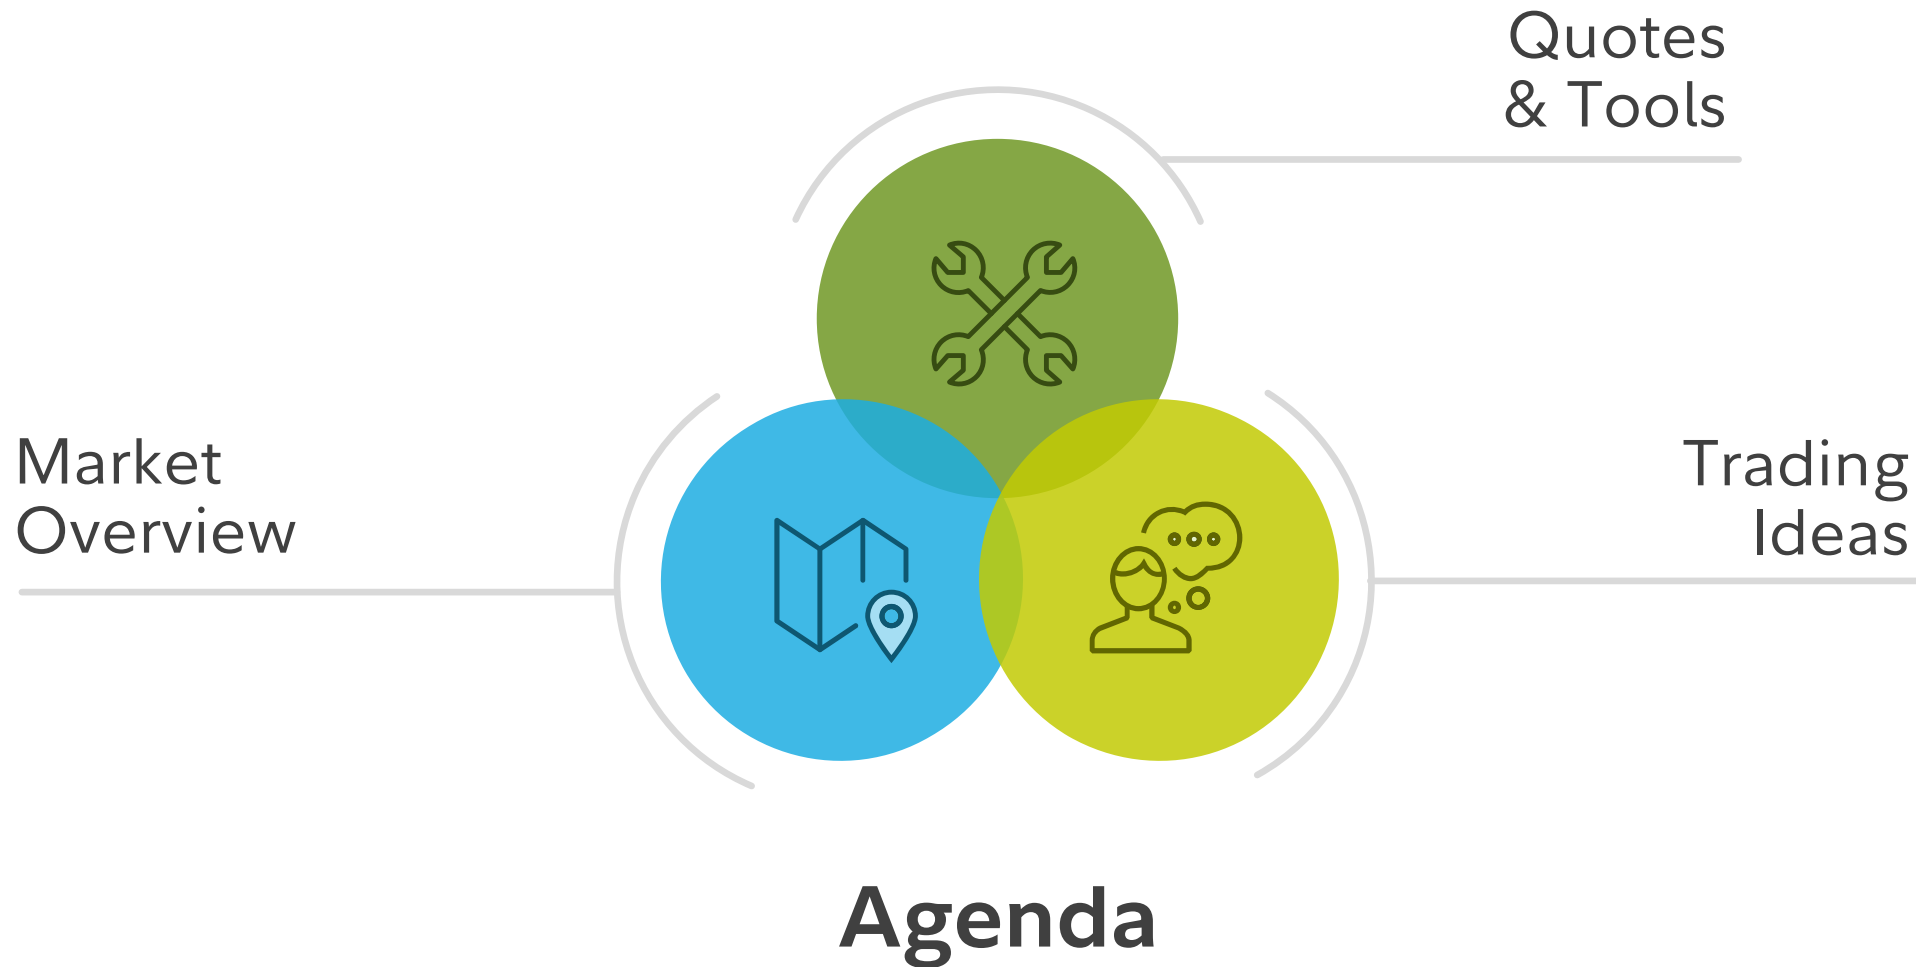 Quotes
& Tools
Market
Overview
Trading
Ideas
Agenda